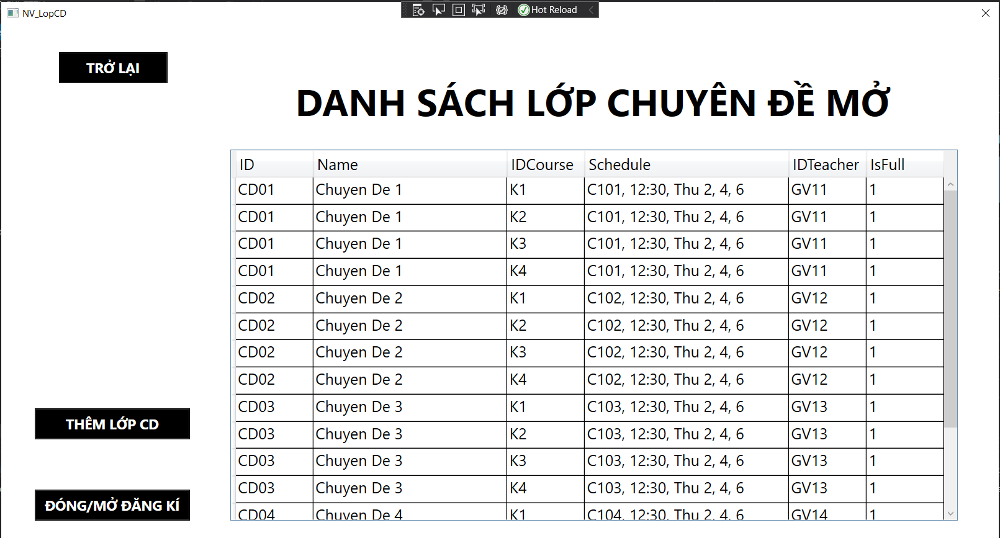 NV_LopCD
Hot Reload
TRỞ LẠI
DANH SÁCH LỚP CHUYÊN ĐỀ MỞ
ID Name IDCourse Schedule IDTeacher IsFull
CD01 Chuyen De 1 K1 C101, 12:30, Thu 2, 4, 6 GV11 1
CD01 Chuyen De 1 K2 C101, 12:30, Thu 2, 4, 6 GV11 1
CD01 Chuyen De 1 K3 C101, 12:30, Thu 2, 4, 6 GV11 1
CD01 Chuyen De 1 K4 C101, 12:30, Thu 2, 4, 6 GV11 1
CD02 Chuyen De 2 K1 C102, 12:30, Thu 2, 4, 6 GV12 1
CD02 Chuyen De 2 K2 C102, 12:30, Thu 2, 4, 6 GV12 1
CD02 Chuyen De 2 K3 C102, 12:30, Thu 2, 4, 6 GV12 1
CD02 Chuyen De 2 K4 C102, 12:30, Thu 2, 4, 6 GV12 1
CD03 Chuyen De 3 K1 C103, 12:30, Thu 2, 4, 6 GV13 1
CD03 Chuyen De 3 K2 C103, 12:30, Thu 2, 4, 6 GV13 1
CD03 Chuyen De 3 K3 C103, 12:30, Thu 2, 4, 6 GV13 1
CD03 Chuyen De 3 K4 C103, 12:30, Thu 2, 4, 6 GV13 1
CD04 Chuyen De 4 K1 C104, 12:30, Thu 2, 4, 6 GV14 1
THÊM LỚP CD
ĐÓNG/MỞ ĐĂNG KÍ